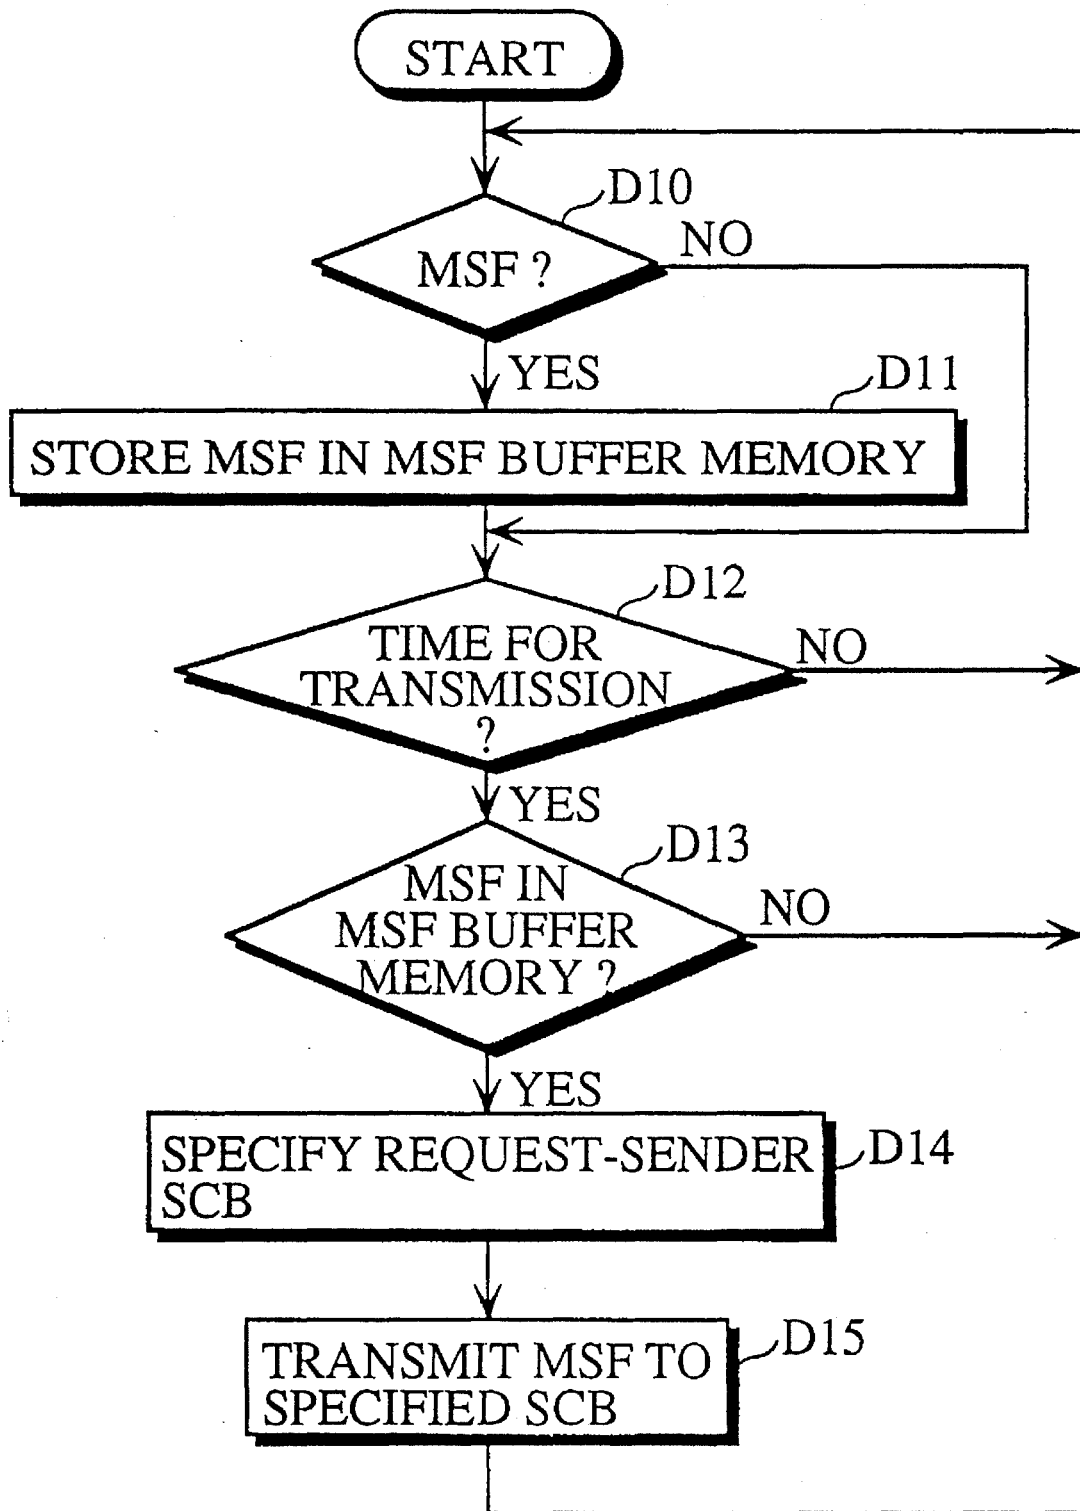 START
D10
NO
MSF ?
YES
D11
STORE MSF IN MSF BUFFER MEMORY
D12
TIME FOR
TRANSMISSION
?
NO
YES
D13
MSF IN
MSF BUFFER
MEMORY ?
NO
YES
SPECIFY REQUEST-SENDER
SCB
D14
D15
TRANSMIT MSF TO
SPECIFIED SCB